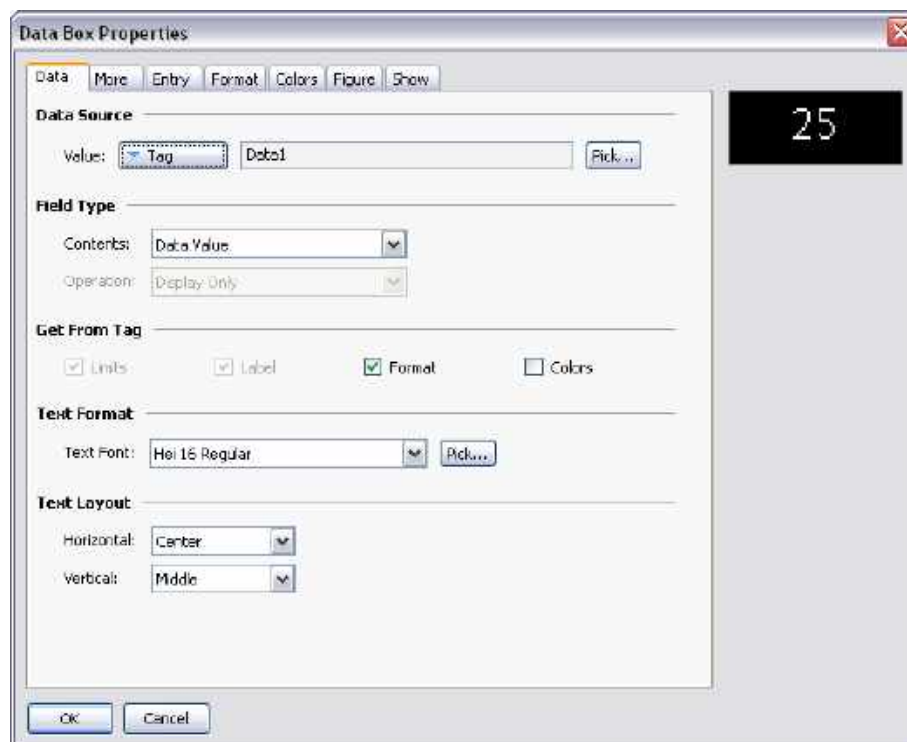 Data Box Properties
Data More Entry Format Colors Figure Show
Data Source
25
Value: Tag Data1 Pick...
Field Type
Contents: Data Value
Operation: Display Only
Get From Tag
Limits Label Format Colors
Text Format
Text Font: Hei 16 Regular Pick...
Text Layout
Horizontal: Center
Vertical: Middle
OK Cancel